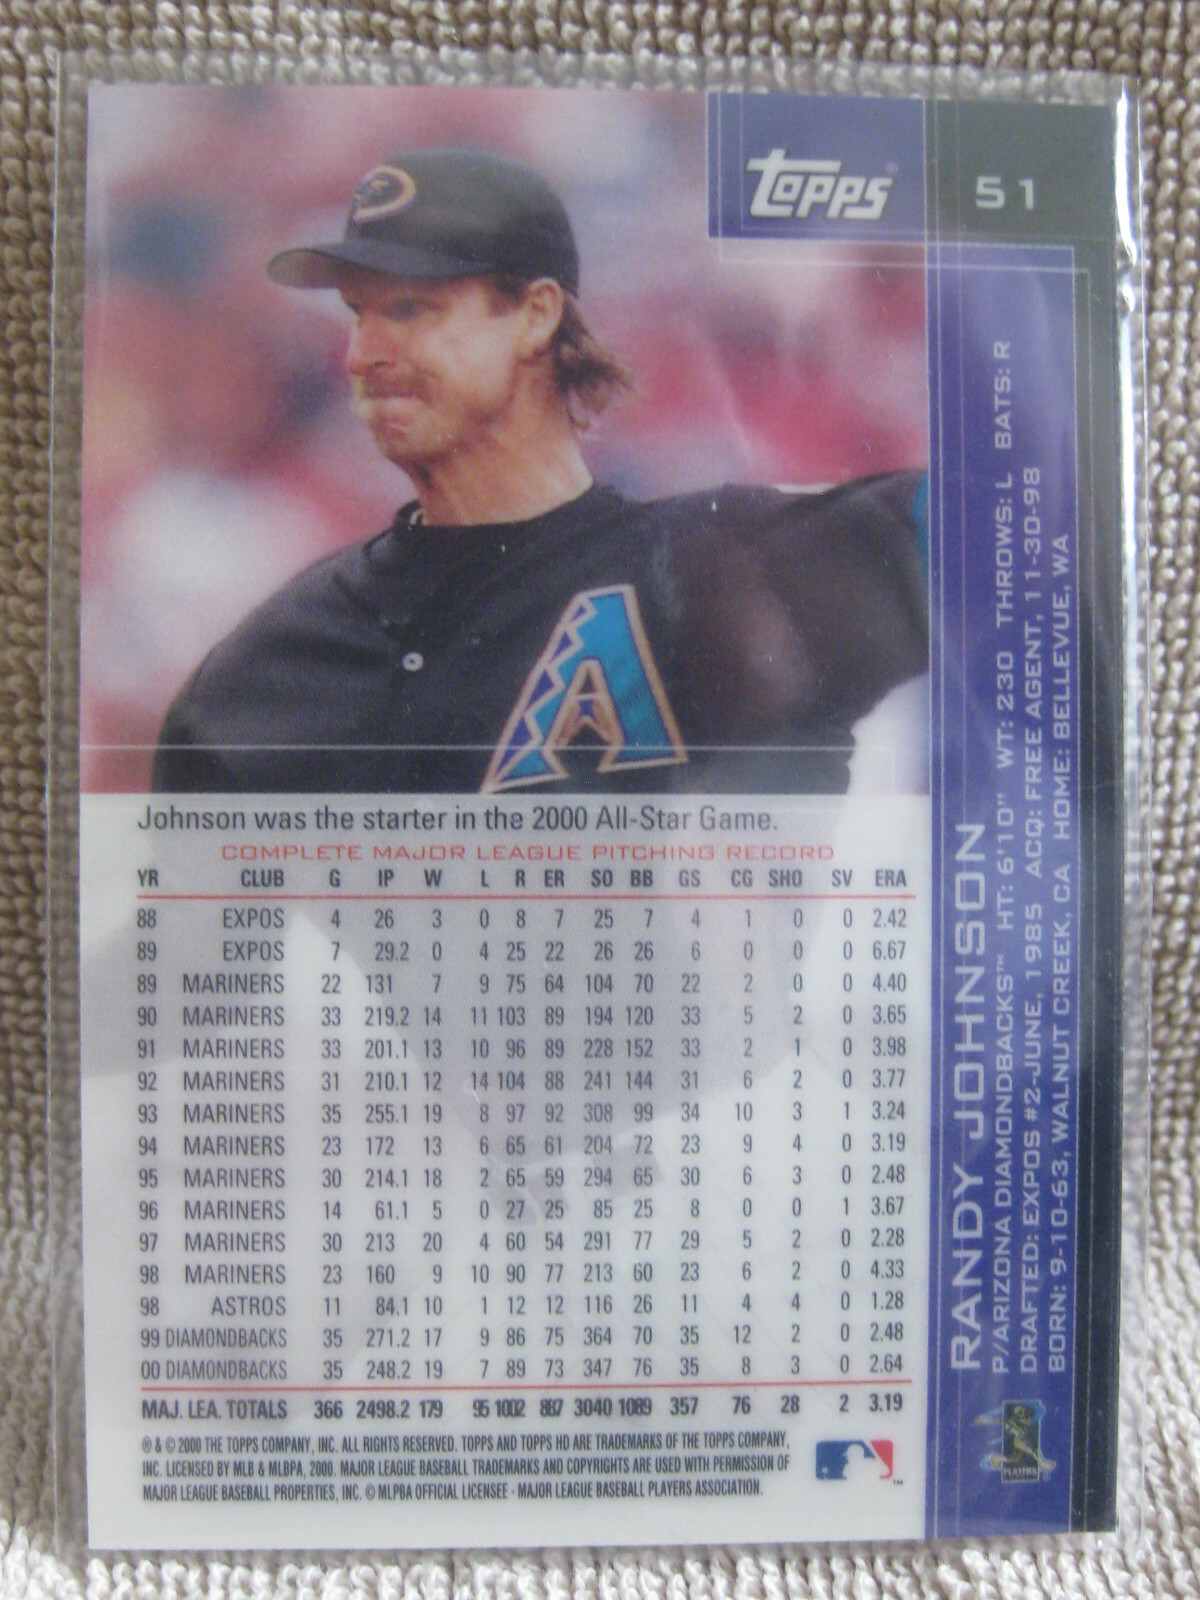 TOPPS®
51
Johnson was the starter in the 2000 All-Star Game.
COMPLETE MAJOR LEAGUE PITCHING RECORD
YR CLUB G IP W L R ER SO BB GS CG SHO SV ERA
88 EXPOS 4 26 3 0 8 7 25 7 4 1 0 0 2.42
89 EXPOS 7 29.2 0 4 25 22 26 26 6 0 0 0 6.67
89 MARINERS 22 131 7 9 75 64 104 70 22 2 0 0 4.40
90 MARINERS 33 219.2 14 11 103 89 194 120 33 5 2 0 3.65
91 MARINERS 33 201.1 13 10 96 89 228 152 33 2 1 0 3.98
92 MARINERS 31 210.1 12 14 104 88 241 144 31 6 2 0 3.77
93 MARINERS 35 255.1 19 8 97 92 308 99 34 10 3 1 3.24
94 MARINERS 23 172 13 6 65 61 204 72 23 9 4 0 3.19
95 MARINERS 30 214.1 18 2 65 59 294 65 30 6 3 0 2.48
96 MARINERS 14 61.1 5 0 27 25 85 25 8 0 0 1 3.67
97 MARINERS 30 213 20 4 60 54 291 77 29 5 2 0 2.28
98 MARINERS 23 160 9 10 90 77 213 60 23 6 2 0 4.33
98 ASTROS 11 84.1 10 1 12 12 116 26 11 4 4 0 1.28
99 DIAMONDBACKS 35 271.2 17 9 86 75 364 70 35 12 2 0 2.48
00 DIAMONDBACKS 35 248.2 19 7 89 73 347 76 35 8 3 0 2.64
MAJ. LEA. TOTALS 366 2498.2 179 95 1002 887 3040 1089 357 76 28 2 3.19
® & © 2000 THE TOPPS COMPANY, INC. ALL RIGHTS RESERVED. TOPPS AND TOPPS HD ARE TRADEMARKS OF THE TOPPS COMPANY,
INC. LICENSED BY MLB & MLBPA, 2000. MAJOR LEAGUE BASEBALL TRADEMARKS AND COPYRIGHTS ARE USED WITH PERMISSION OF
MAJOR LEAGUE BASEBALL PROPERTIES, INC. © MLPBA OFFICIAL LICENSEE - MAJOR LEAGUE BASEBALL PLAYERS ASSOCIATION.
RANDY JOHNSON
P/ARIZONA DIAMONDBACKS™ HT: 6'10" WT: 230 THROWS: L BATS: R
DRAFTED: EXPOS #2-JUNE, 1985 ACQ: FREE AGENT, 11-30-98
BORN: 9-10-63, WALNUT CREEK, CA HOME: BELLEVUE, WA
PLAYERS